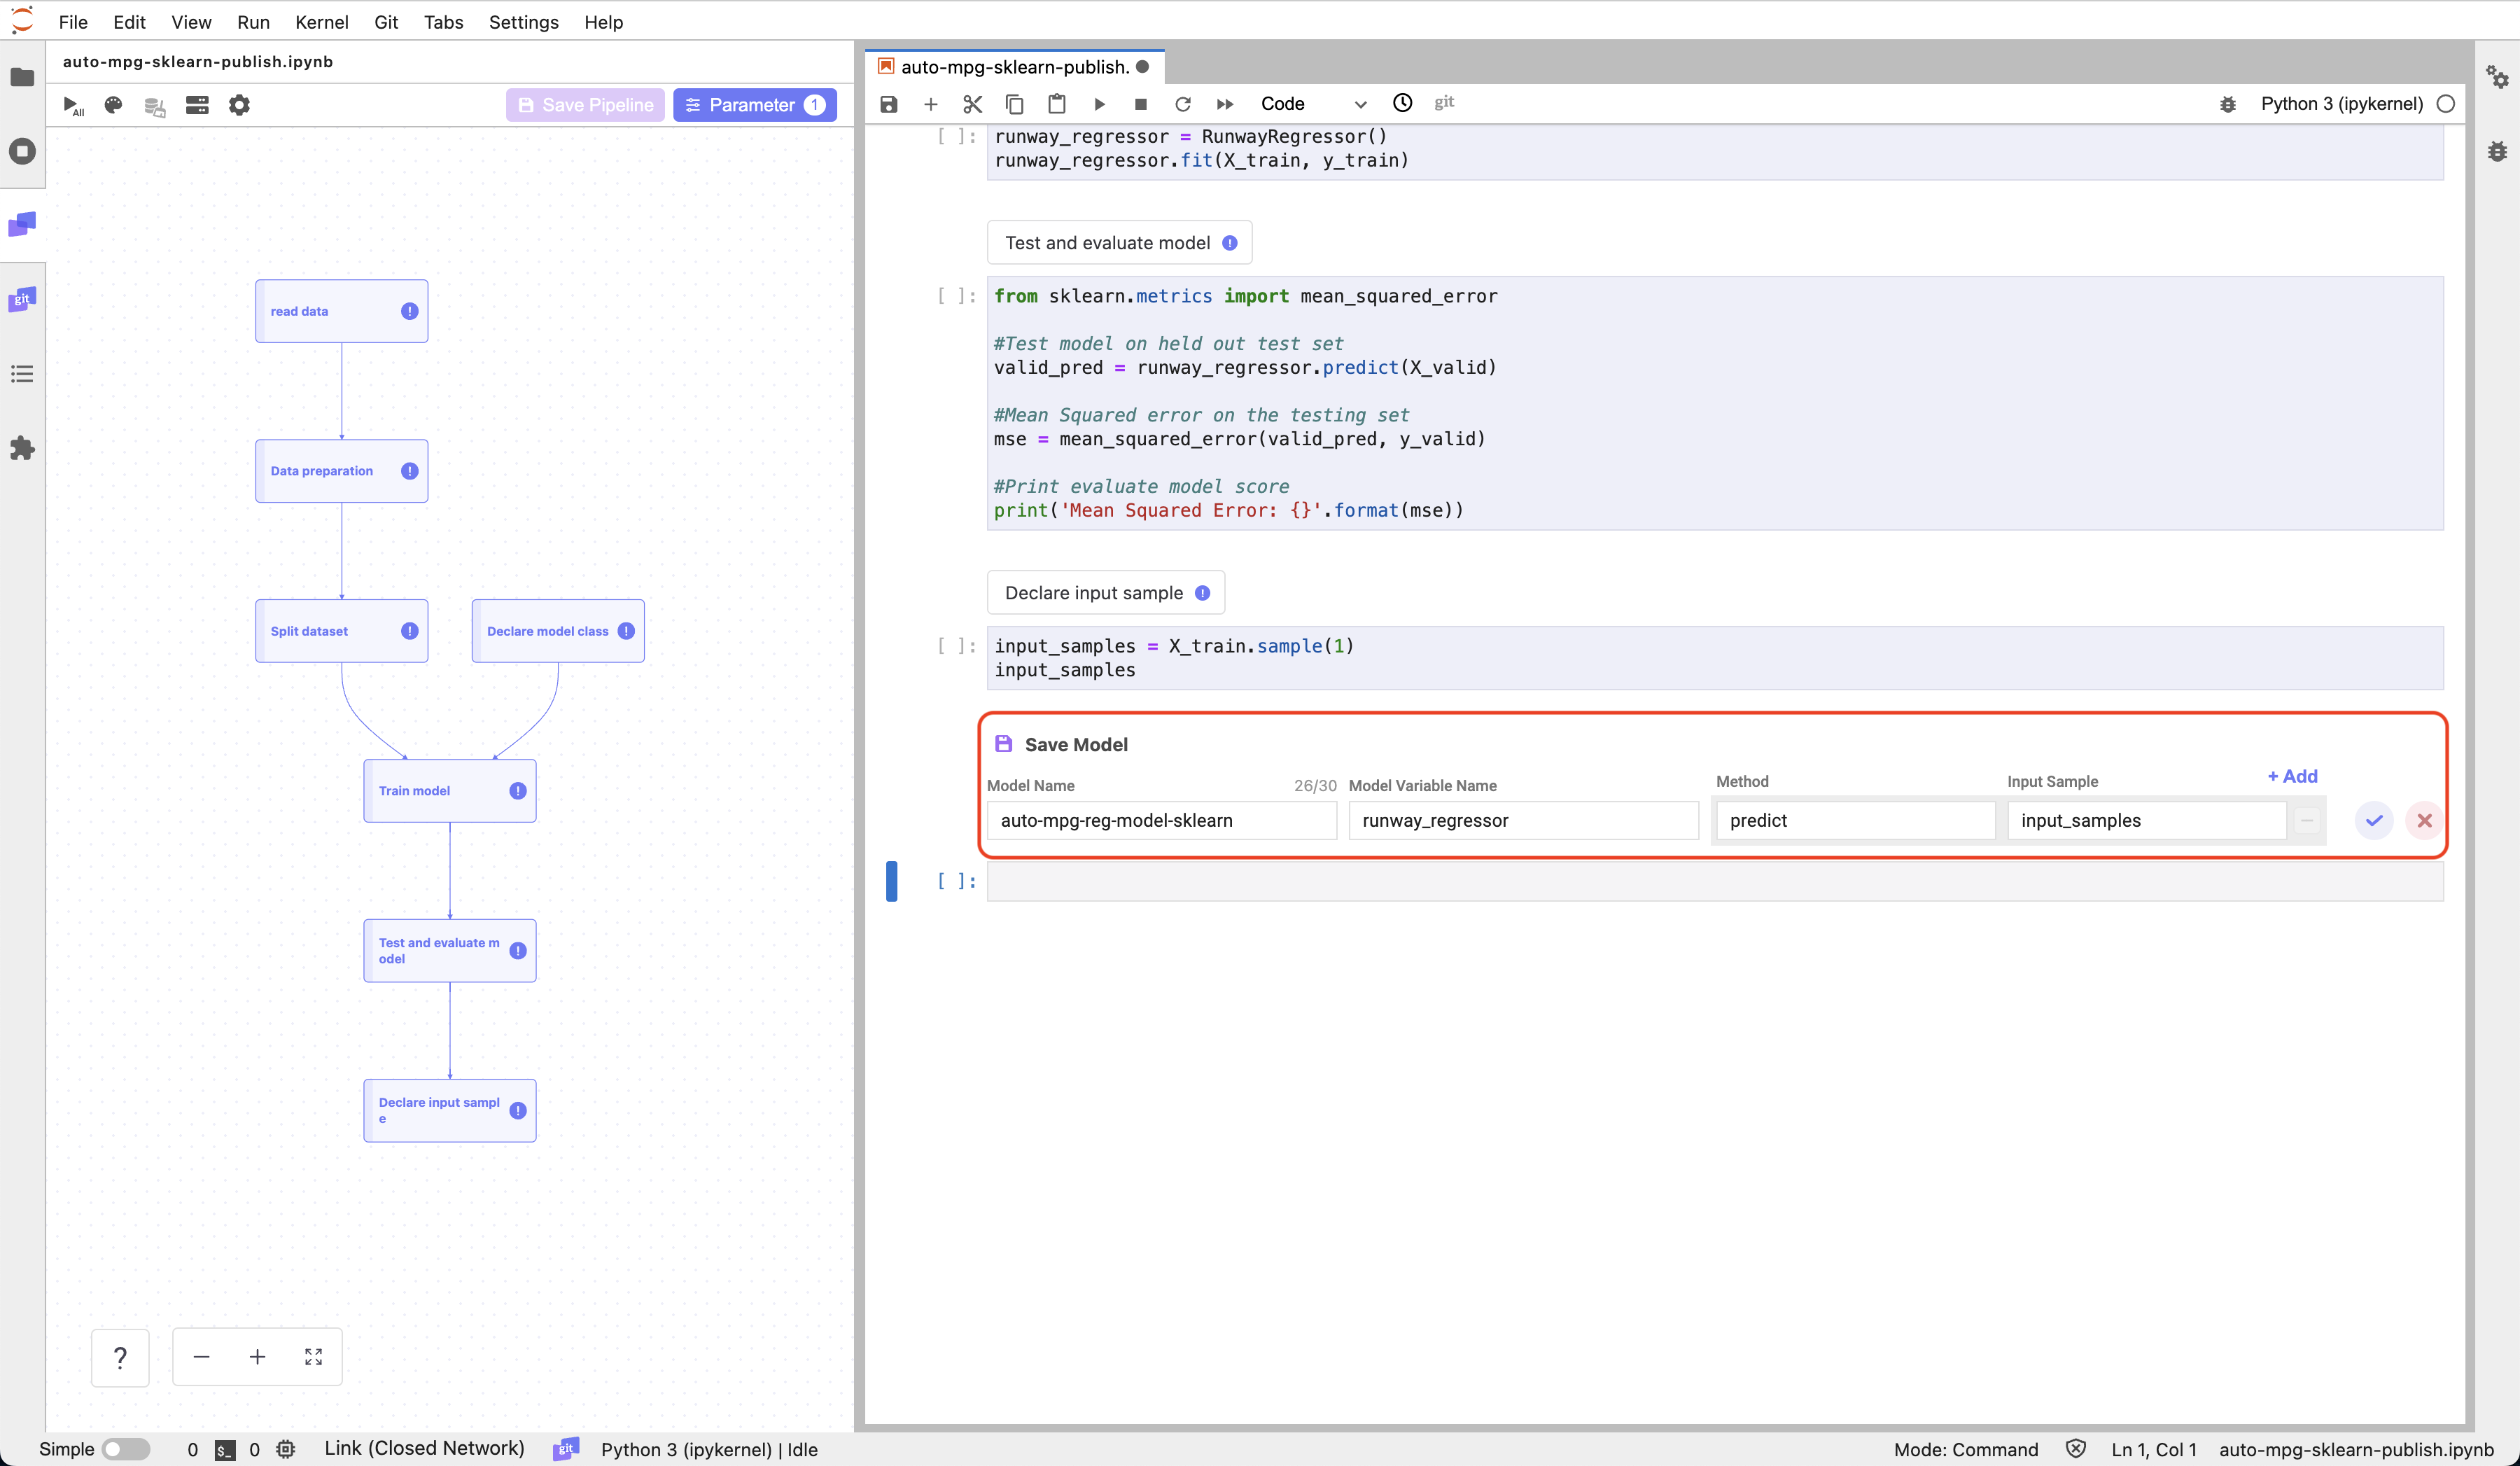 File Edit View Run Kernel Git Tabs Settings Help
auto-mpg-sklearn-publish.ipynb
All
Save Pipeline
Parameter 1
git
read data
Data preparation
Split dataset
Declare model class
Train model
Test and evaluate m
odel
Declare input sampl
e
?
auto-mpg-sklearn-publish.
Code
git
Python 3 (ipykernel)
[ ]:
runway_regressor = RunwayRegressor()
runway_regressor.fit(X_train, y_train)
Test and evaluate model
[ ]:
from sklearn.metrics import mean_squared_error
#Test model on held out test set
valid_pred = runway_regressor.predict(X_valid)
#Mean Squared error on the testing set
mse = mean_squared_error(valid_pred, y_valid)
#Print evaluate model score
print('Mean Squared Error: {}'.format(mse))
Declare input sample
[ ]:
input_samples = X_train.sample(1)
input_samples
Save Model
Model Name 26/30 Model Variable Name Method Input Sample + Add
auto-mpg-reg-model-sklearn runway_regressor predict input_samples
[ ]:
Simple 0 $_ 0 Link (Closed Network) git Python 3 (ipykernel) | Idle Mode: Command Ln 1, Col 1 auto-mpg-sklearn-publish.ipynb